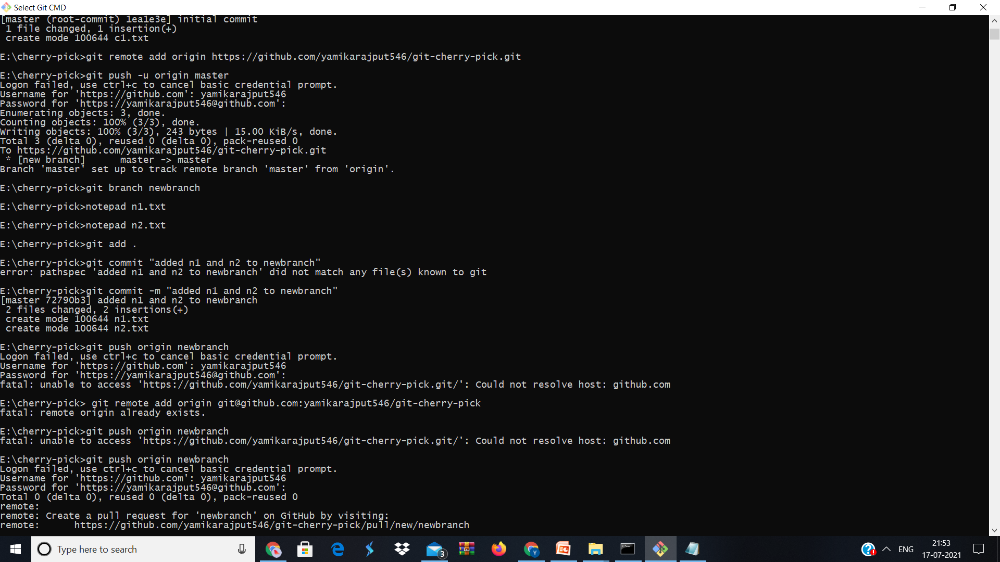 Select Git CMD
[master (root-commit) 1ea1e3e] initial commit
 1 file changed, 1 insertion(+)
 create mode 100644 c1.txt
E:\cherry-pick>git remote add origin https://github.com/yamikarajput546/git-cherry-pick.git
E:\cherry-pick>git push -u origin master
Logon failed, use ctrl+c to cancel basic credential prompt.
Username for 'https://github.com': yamikarajput546
Password for 'https://yamikarajput546@github.com':
Enumerating objects: 3, done.
Counting objects: 100% (3/3), done.
Writing objects: 100% (3/3), 243 bytes | 15.00 KiB/s, done.
Total 3 (delta 0), reused 0 (delta 0), pack-reused 0
To https://github.com/yamikarajput546/git-cherry-pick.git
 * [new branch]      master -> master
Branch 'master' set up to track remote branch 'master' from 'origin'.
E:\cherry-pick>git branch newbranch
E:\cherry-pick>notepad n1.txt
E:\cherry-pick>notepad n2.txt
E:\cherry-pick>git add .
E:\cherry-pick>git commit "added n1 and n2 to newbranch"
error: pathspec 'added n1 and n2 to newbranch' did not match any file(s) known to git
E:\cherry-pick>git commit -m "added n1 and n2 to newbranch"
[master 72790b3] added n1 and n2 to newbranch
 2 files changed, 2 insertions(+)
 create mode 100644 n1.txt
 create mode 100644 n2.txt
E:\cherry-pick>git push origin newbranch
Logon failed, use ctrl+c to cancel basic credential prompt.
Username for 'https://github.com': yamikarajput546
Password for 'https://yamikarajput546@github.com':
fatal: unable to access 'https://github.com/yamikarajput546/git-cherry-pick.git/': Could not resolve host: github.com
E:\cherry-pick> git remote add origin git@github.com:yamikarajput546/git-cherry-pick
fatal: remote origin already exists.
E:\cherry-pick>git push origin newbranch
fatal: unable to access 'https://github.com/yamikarajput546/git-cherry-pick.git/': Could not resolve host: github.com
E:\cherry-pick>git push origin newbranch
Logon failed, use ctrl+c to cancel basic credential prompt.
Username for 'https://github.com': yamikarajput546
Password for 'https://yamikarajput546@github.com':
Total 0 (delta 0), reused 0 (delta 0), pack-reused 0
remote:
remote: Create a pull request for 'newbranch' on GitHub by visiting:
remote:      https://github.com/yamikarajput546/git-cherry-pick/pull/new/newbranch
Type here to search
3
Y
ENG
21:53
17-07-2021